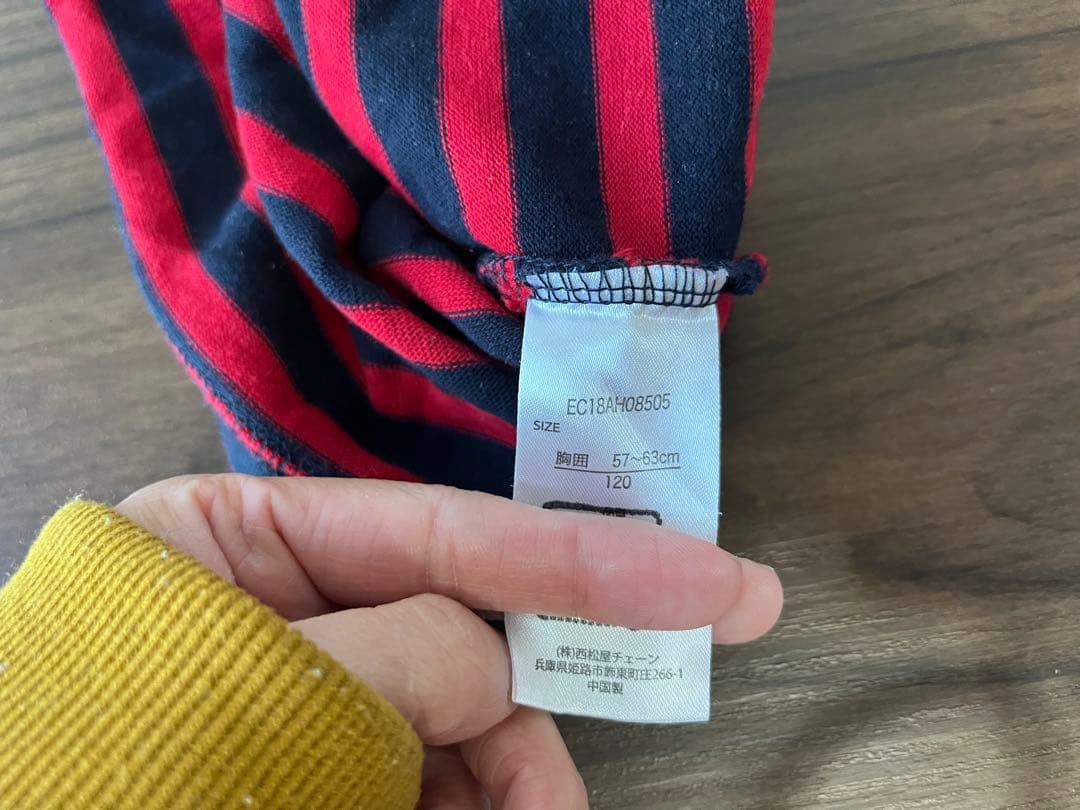 EC18AH08505
SIZE
胸囲 57~63cm
120
(株)西松屋チェーン
兵庫県姫路市飾東町庄266-1
中国製